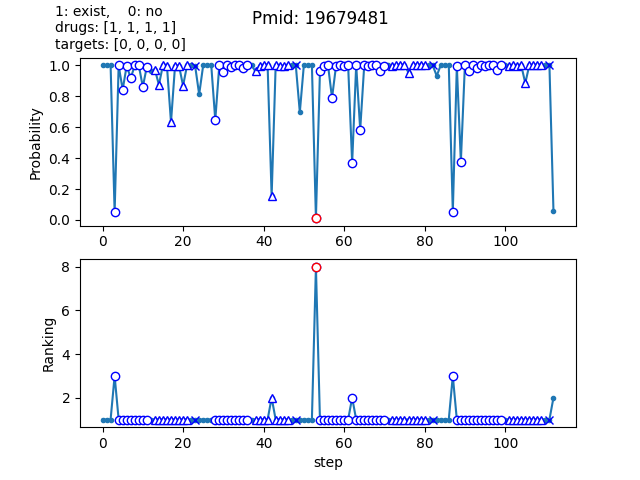 1: exist,    0: no
drugs: [1, 1, 1, 1]
targets: [0, 0, 0, 0]
Pmid: 19679481
Probability
1.0
0.8
0.6
0.4
0.2
0.0
0 20 40 60 80 100
Ranking
8
6
4
2
0 20 40 60 80 100
step